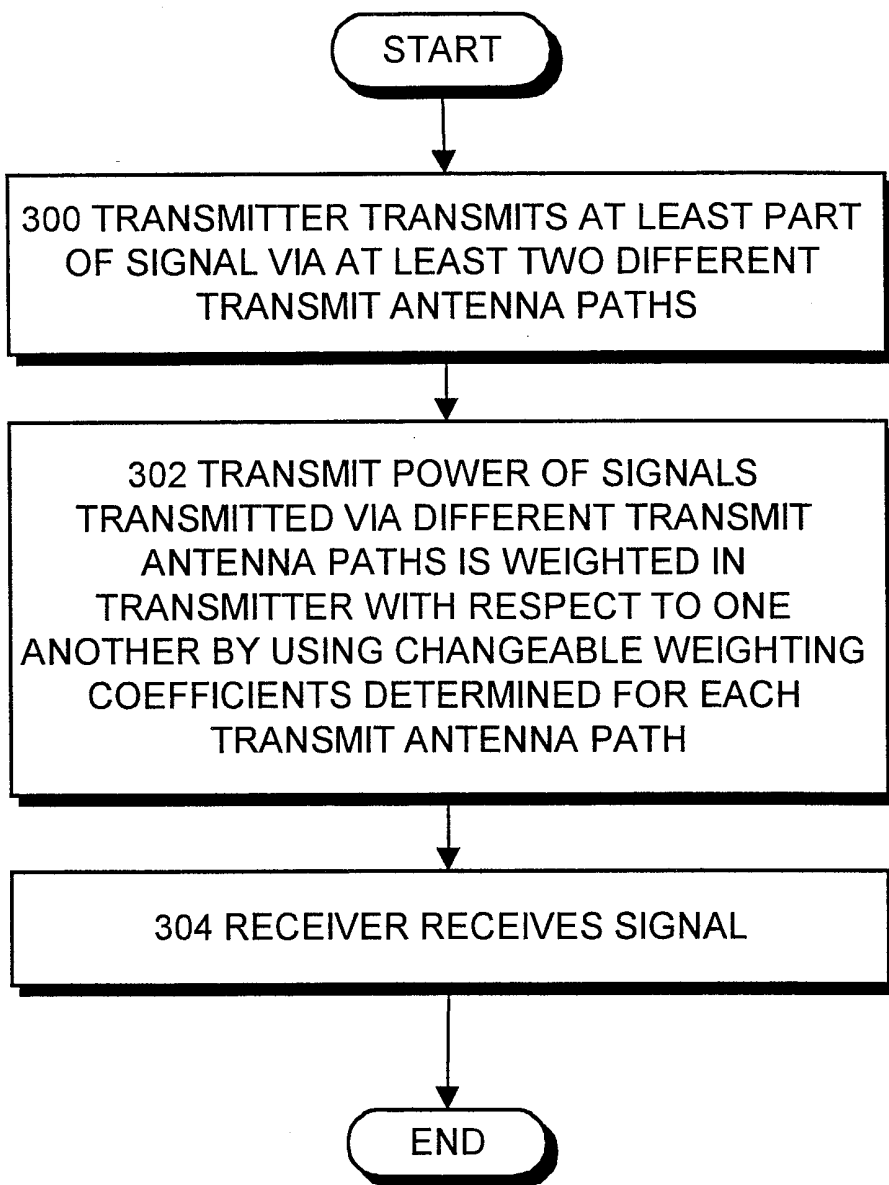 START
300 TRANSMITTER TRANSMITS AT LEAST PART
OF SIGNAL VIA AT LEAST TWO DIFFERENT
TRANSMIT ANTENNA PATHS
302 TRANSMIT POWER OF SIGNALS
TRANSMITTED VIA DIFFERENT TRANSMIT
ANTENNA PATHS IS WEIGHTED IN
TRANSMITTER WITH RESPECT TO ONE
ANOTHER BY USING CHANGEABLE WEIGHTING
COEFFICIENTS DETERMINED FOR EACH
TRANSMIT ANTENNA PATH
304 RECEIVER RECEIVES SIGNAL
END